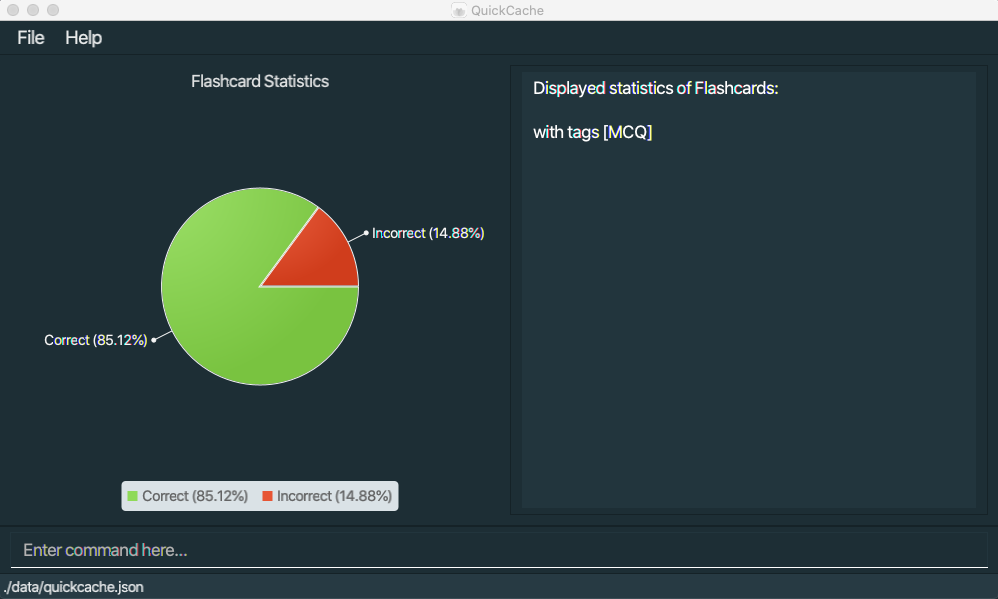 QuickCache
File Help
Flashcard Statistics
Incorrect (14.88%)
Correct (85.12%)
Correct (85.12%) Incorrect (14.88%)
Displayed statistics of Flashcards:
with tags [MCQ]
Enter command here...
./data/quickcache.json